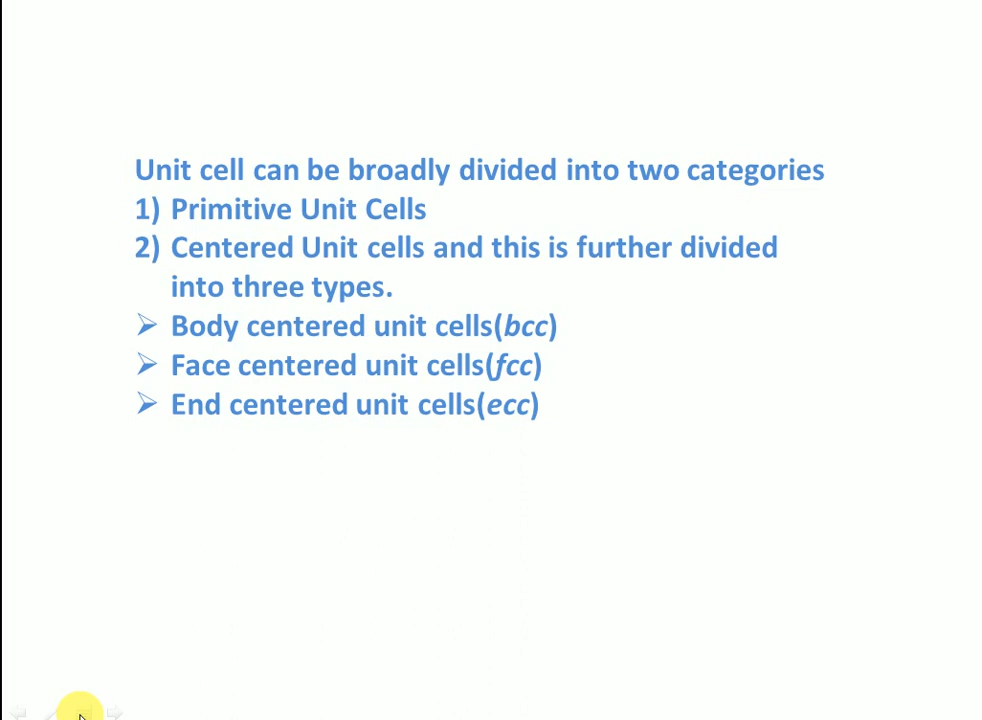 Unit cell can be broadly divided into two categories
1) Primitive Unit Cells
2) Centered Unit cells and this is further divided
into three types.
➢ Body centered unit cells(bcc)
➢ Face centered unit cells(fcc)
➢ End centered unit cells(ecc)